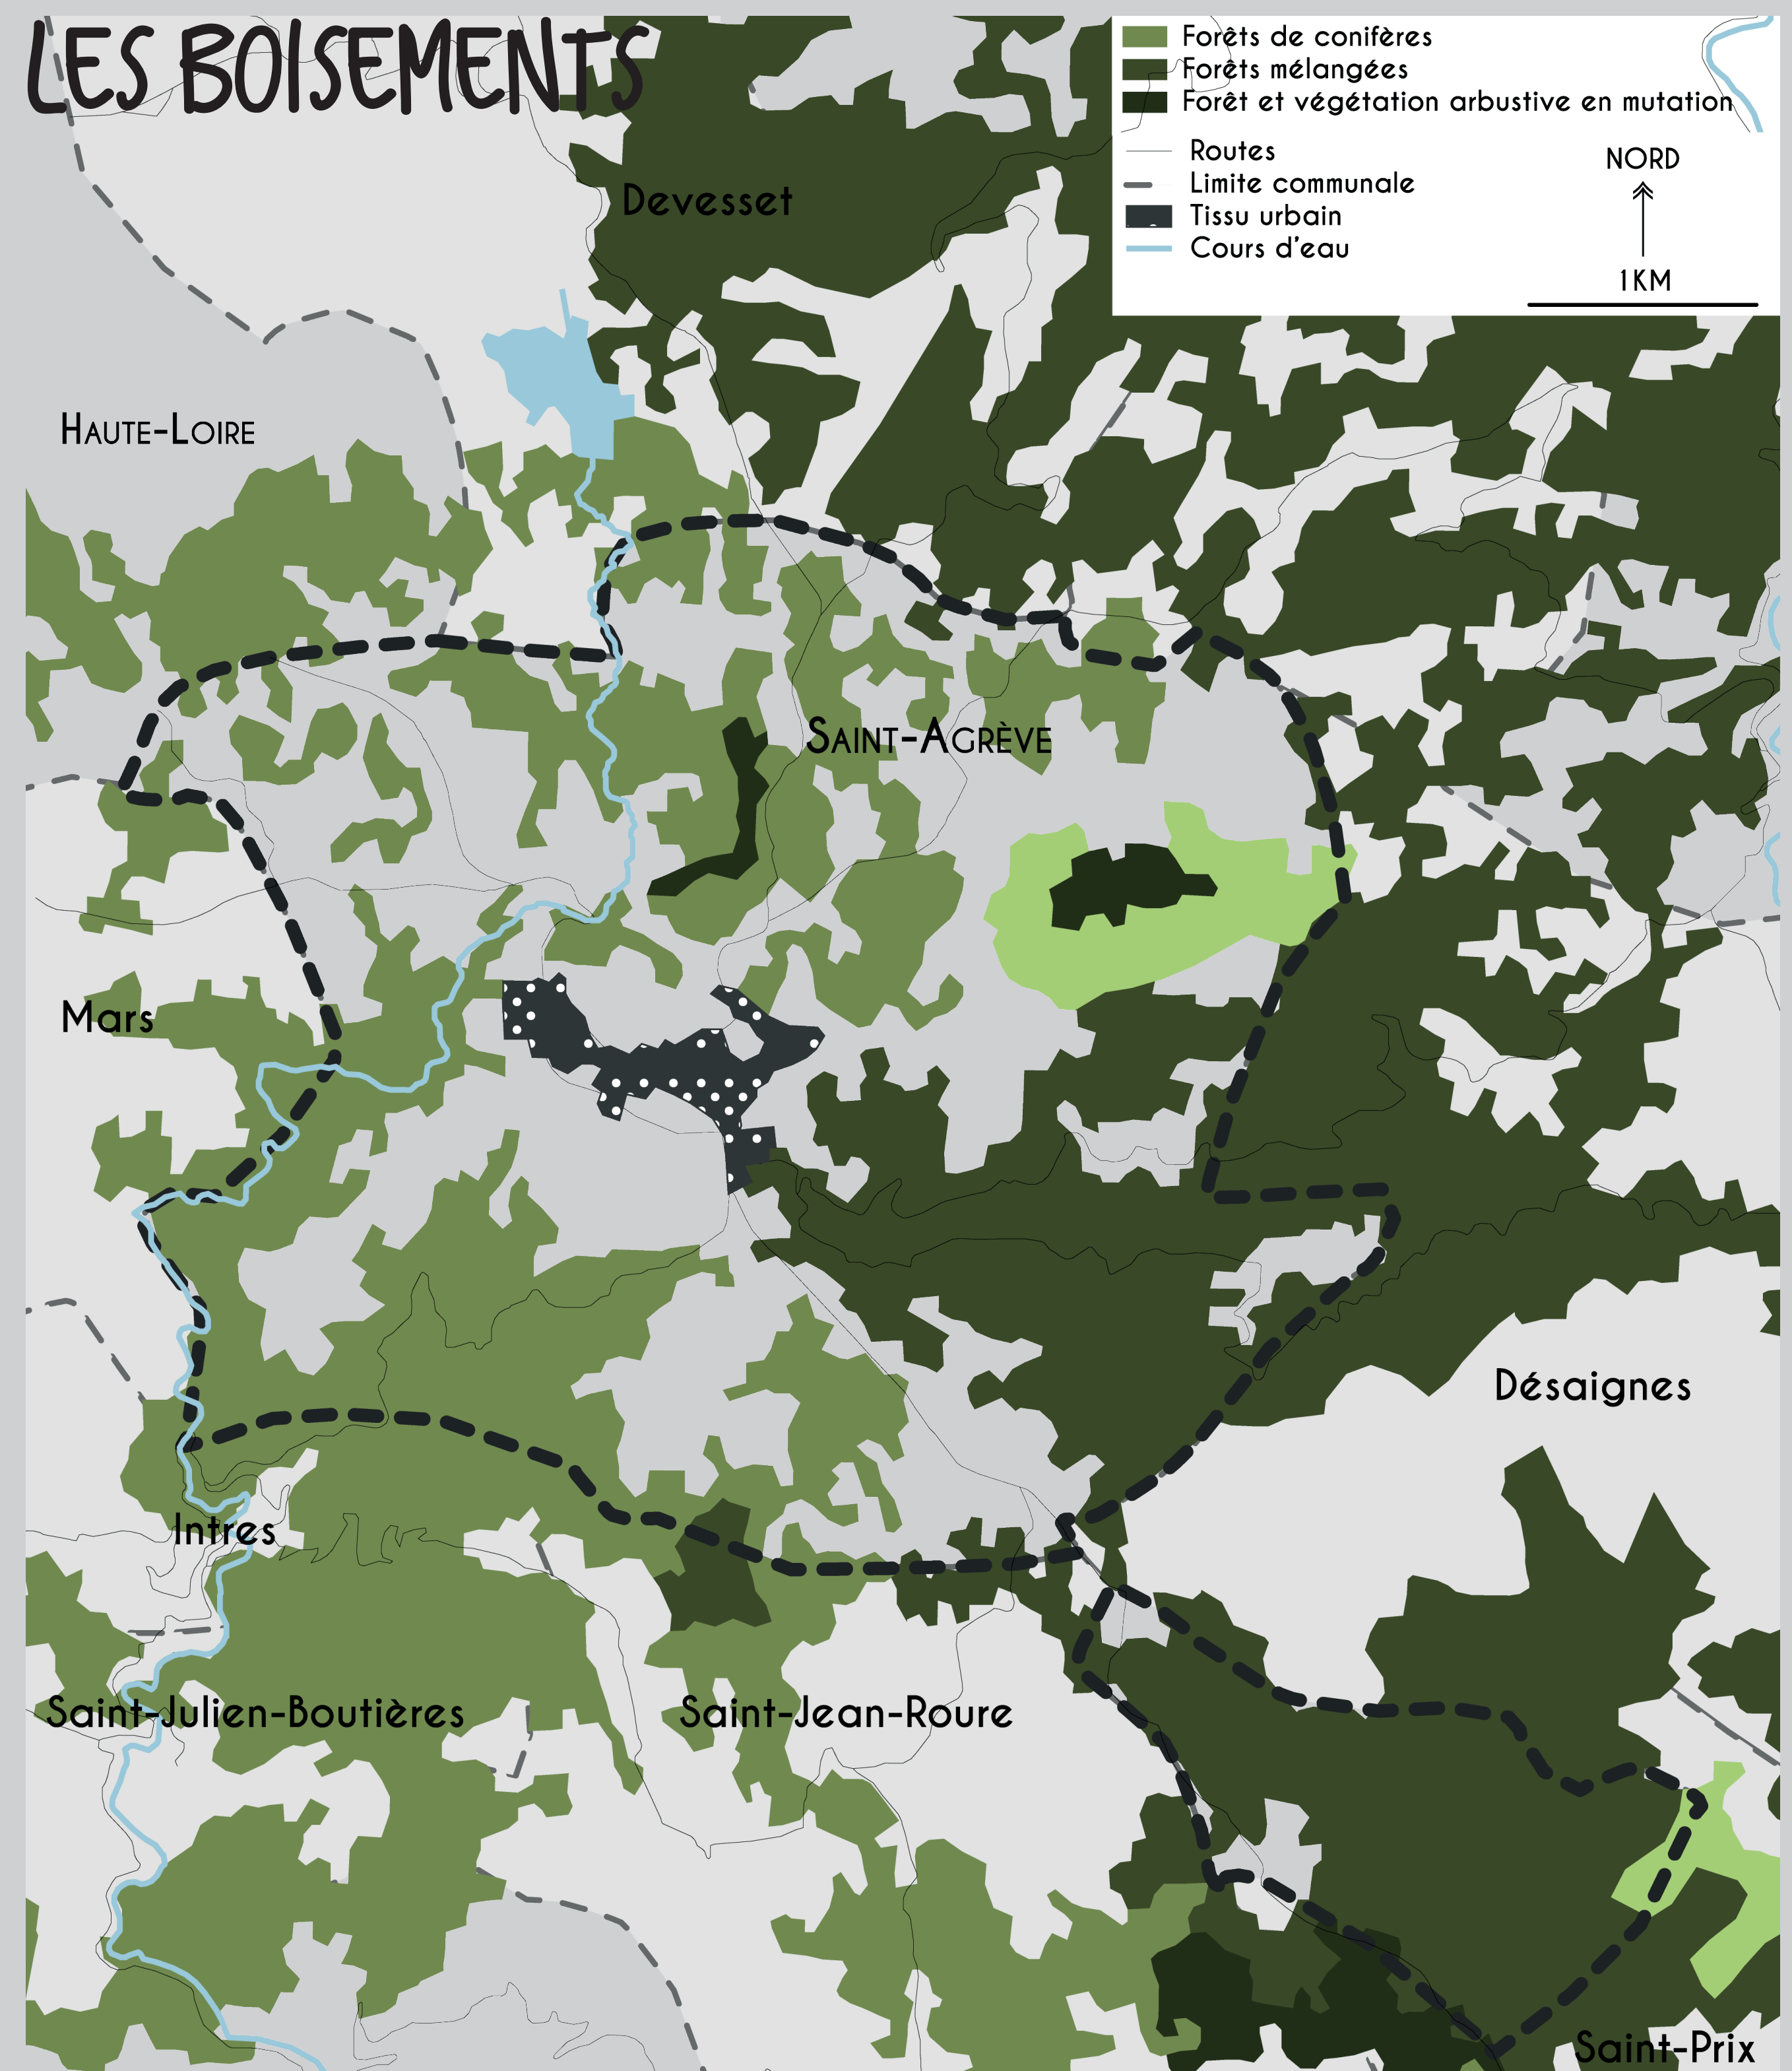 LES BOISEMENTS
Forêts de conifères
Forêts mélangées
Forêt et végétation arbustive en mutation
Routes
Limite communale
Tissu urbain
Cours d'eau
NORD
1KM
Devesset
HAUTE-LOIRE
SAINT-AGRÈVE
Mars
Désaignes
Intres
Saint-Julien-Boutières
Saint-Jean-Roure
Saint-Prix